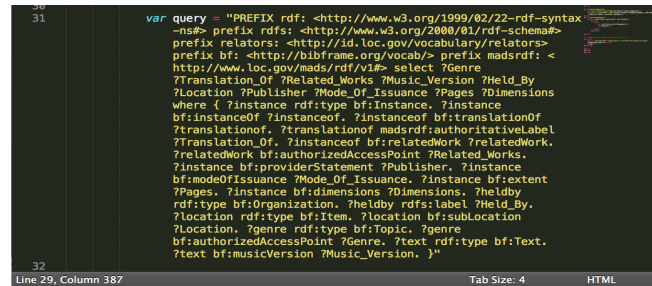 31 var query = "PREFIX rdf: <http://www.w3.org/1999/02/22-rdf-syntax
-ns#> prefix rdfs: <http://www.w3.org/2000/01/rdf-schema#>
prefix relators: <http://id.loc.gov/vocabulary/relators>
prefix bf: <http://bibframe.org/vocab/> prefix madsrdf: <
http://www.loc.gov/mads/rdf/v1#> select ?Genre
?Translation_Of ?Related_Works ?Music_Version ?Held_By
?Location ?Publisher ?Mode_Of_Issuance ?Pages ?Dimensions
where { ?instance rdf:type bf:Instance. ?instance
bf:instanceOf ?instanceof. ?instanceof bf:translationOf
?translationof. ?translationof madsrdf:authoritativeLabel
?Translation_Of. ?instanceof bf:relatedWork ?relatedWork.
?relatedWork bf:authorizedAccessPoint ?Related_Works.
?instance bf:providerStatement ?Publisher. ?instance
bf:modeOfIssuance ?Mode_Of_Issuance. ?instance bf:extent
?Pages. ?instance bf:dimensions ?Dimensions. ?heldby
rdf:type bf:Organization. ?heldby rdfs:label ?Held_By.
?location rdf:type bf:Item. ?location bf:subLocation
?Location. ?genre rdf:type bf:Topic. ?genre
bf:authorizedAccessPoint ?Genre. ?text rdf:type bf:Text.
?text bf:musicVersion ?Music_Version. }"
32
Line 29, Column 387 Tab Size: 4 HTML